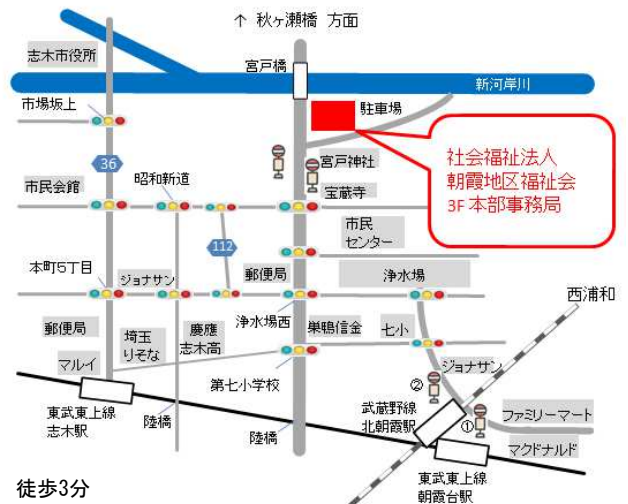 ↑ 秋ヶ瀬橋 方面
志木市役所
宮戸橋
新河岸川
市場坂上
駐車場
36
社会福祉法人
朝霞地区福祉会
3F 本部事務局
宮戸神社
市民会館
昭和新道
宝蔵寺
市民
センター
112
本町5丁目
ジョナサン
郵便局
浄水場
西浦和
郵便局
埼玉
りそな
慶應
志木高
浄水場西
巣鴨信金
七小
マルイ
第七小学校
ジョナサン
②
東武東上線
志木駅
陸橋
陸橋
武蔵野線
北朝霞駅
①
ファミリーマート
マクドナルド
東武東上線
朝霞台駅
徒歩3分